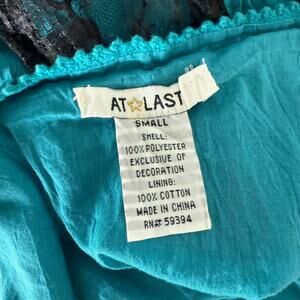 AT LAST
SMALL
SHELL:
100% POLYESTER
EXCLUSIVE OF
DECORATION
LINING:
100% COTTON
MADE IN CHINA
RN# 59394